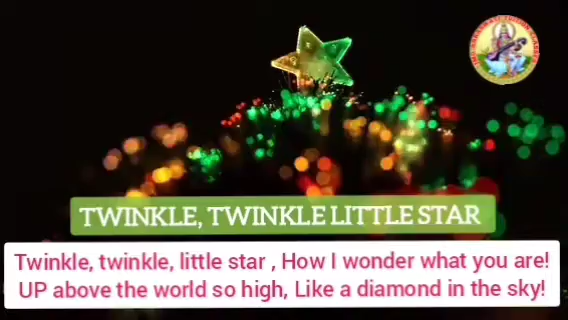 TWINKLE, TWINKLE LITTLE STAR
Twinkle, twinkle, little star , How I wonder what you are!
UP above the world so high, Like a diamond in the sky!